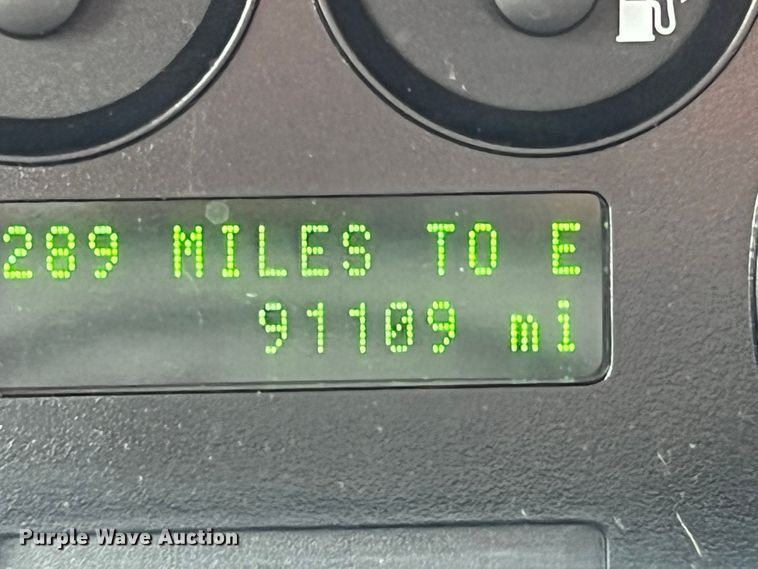 289 MILES TO E
91109 mi
Purple Wave Auction